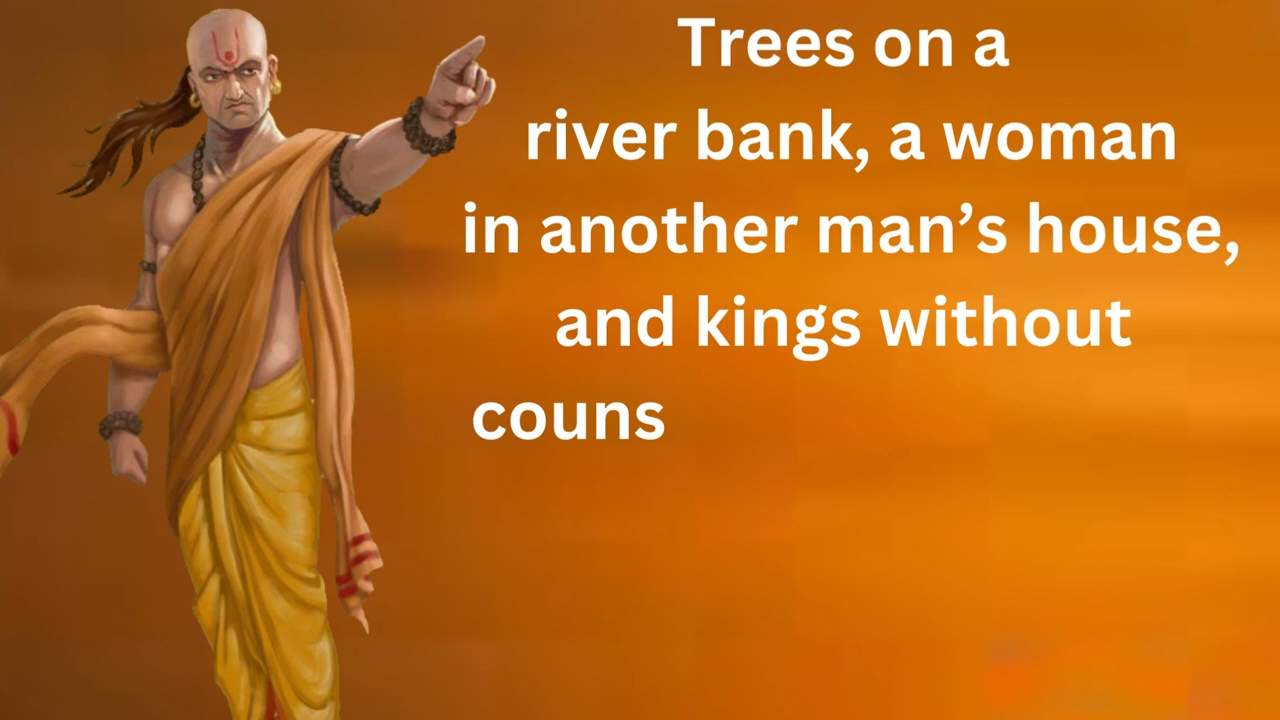 Trees on a
river bank, a woman
in another man’s house,
and kings without
couns